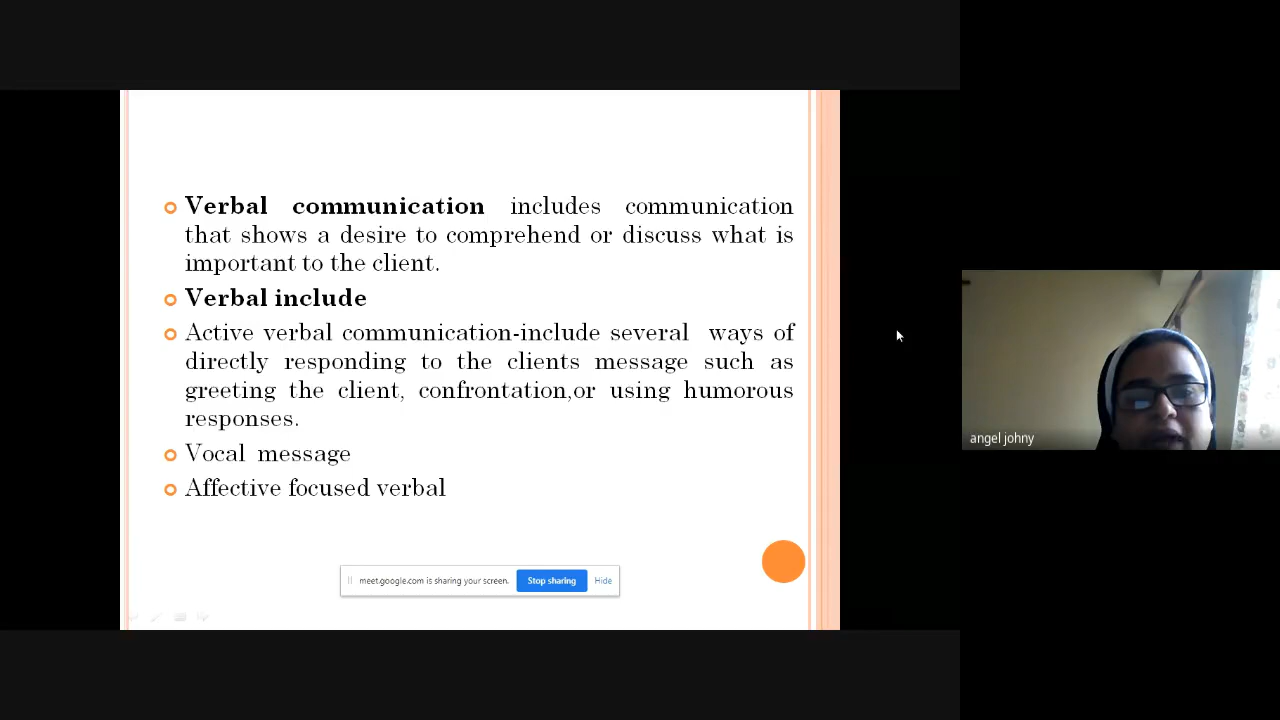 Verbal communication includes communication
that shows a desire to comprehend or discuss what is
important to the client.
Verbal include
Active verbal communication-include several ways of
directly responding to the clients message such as
greeting the client, confrontation,or using humorous
responses.
Vocal message
Affective focused verbal
meet.google.com is sharing your screen. Stop sharing Hide
angel johny